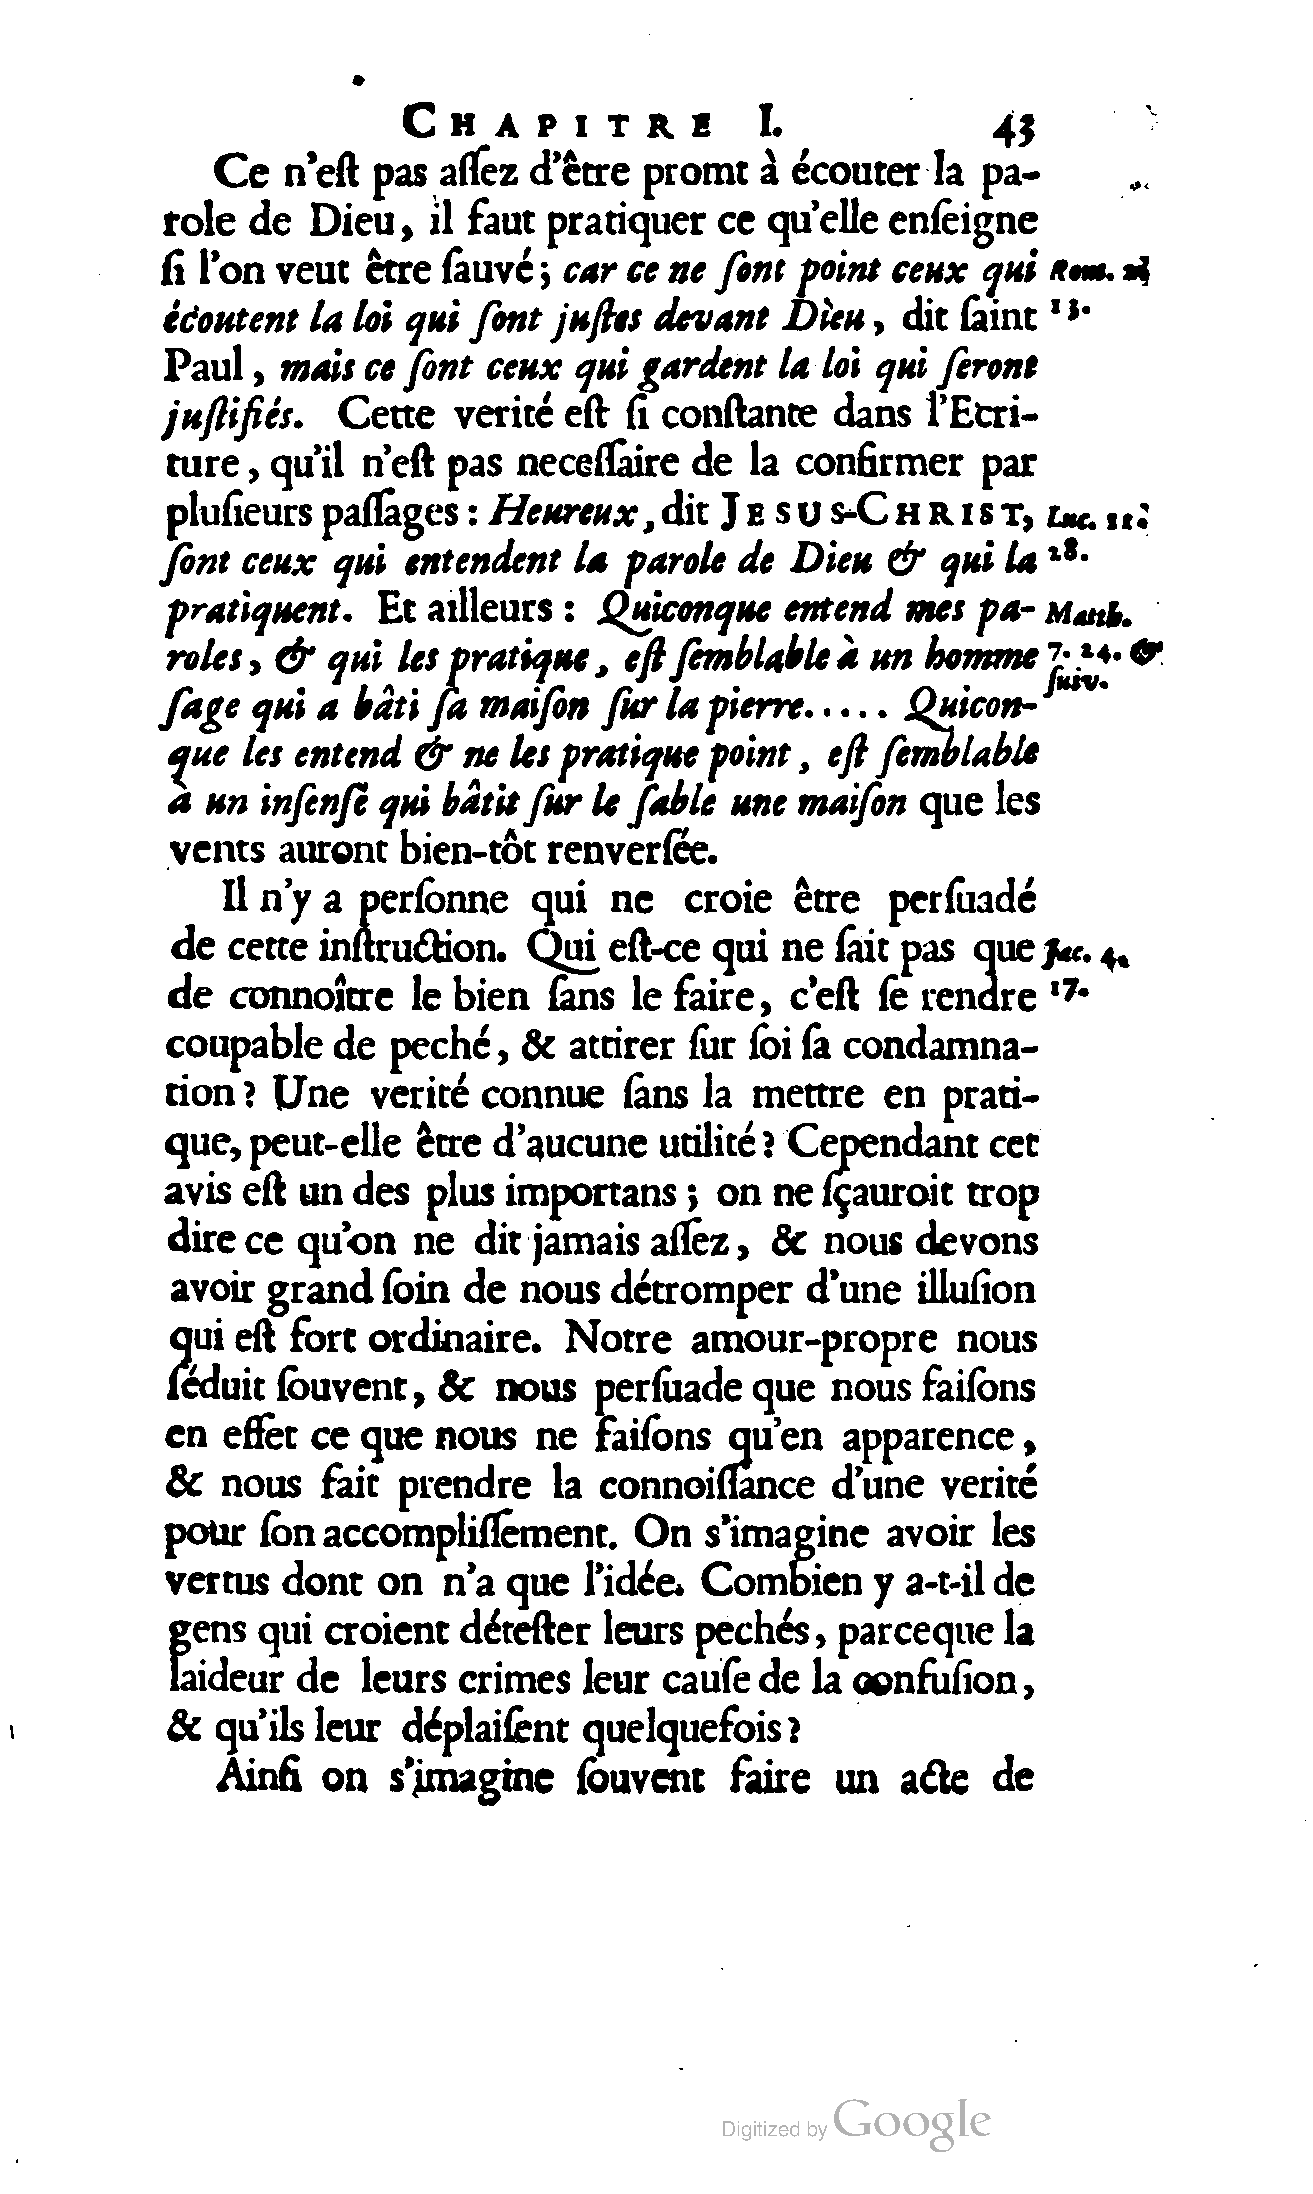 CHAPITRE I. 43
Ce n'eſt pas aſſez d'être promt à écouter la pa-
role de Dieu, il faut pratiquer ce qu'elle enſeigne
ſi l'on veut être ſauvé; car ce ne ſont point ceux qui Rom. 2.
écoutent la loi qui ſont juſtes devant Dieu, dit ſaint 13.
Paul, mais ce ſont ceux qui gardent la loi qui ſeront
juſtifiés. Cette verité eſt ſi conſtante dans l'Ecri-
ture, qu'il n'eſt pas neceſſaire de la confirmer par
pluſieurs paſſages : Heureux, dit JESUS-CHRIST, Luc. 11.
ſont ceux qui entendent la parole de Dieu & qui la 28.
pratiquent. Et ailleurs : Quiconque entend mes pa- Matth.
roles, & qui les pratique, eſt ſemblable à un homme 7. 24. &
ſage qui a bâti ſa maiſon ſur la pierre..... Quicon- ſuiv.
que les entend & ne les pratique point, eſt ſemblable
à un inſenſé qui bâtit ſur le ſable une maiſon que les
vents auront bien-tôt renverſée.
Il n'y a perſonne qui ne croie être perſuadé
de cette inſtruction. Qui eſt-ce qui ne ſait pas que Jac. 4.
de connoître le bien ſans le faire, c'eſt ſe rendre 17.
coupable de peché, & attirer ſur ſoi ſa condamna-
tion? Une verité connue ſans la mettre en prati-
que, peut-elle être d'aucune utilité? Cependant cet
avis eſt un des plus importans; on ne ſçauroit trop
dire ce qu'on ne dit jamais aſſez, & nous devons
avoir grand ſoin de nous détromper d'une illuſion
qui eſt fort ordinaire. Notre amour-propre nous
ſéduit ſouvent, & nous perſuade que nous faiſons
en effet ce que nous ne faiſons qu'en apparence,
& nous fait prendre la connoiſſance d'une verité
pour ſon accompliſſement. On s'imagine avoir les
vertus dont on n'a que l'idée. Combien y a-t-il de
gens qui croient déteſter leurs pechés, parceque la
laideur de leurs crimes leur cauſe de la confuſion,
& qu'ils leur déplaiſent quelquefois?
Ainſi on s'imagine ſouvent faire un acte de
Digitized by Google